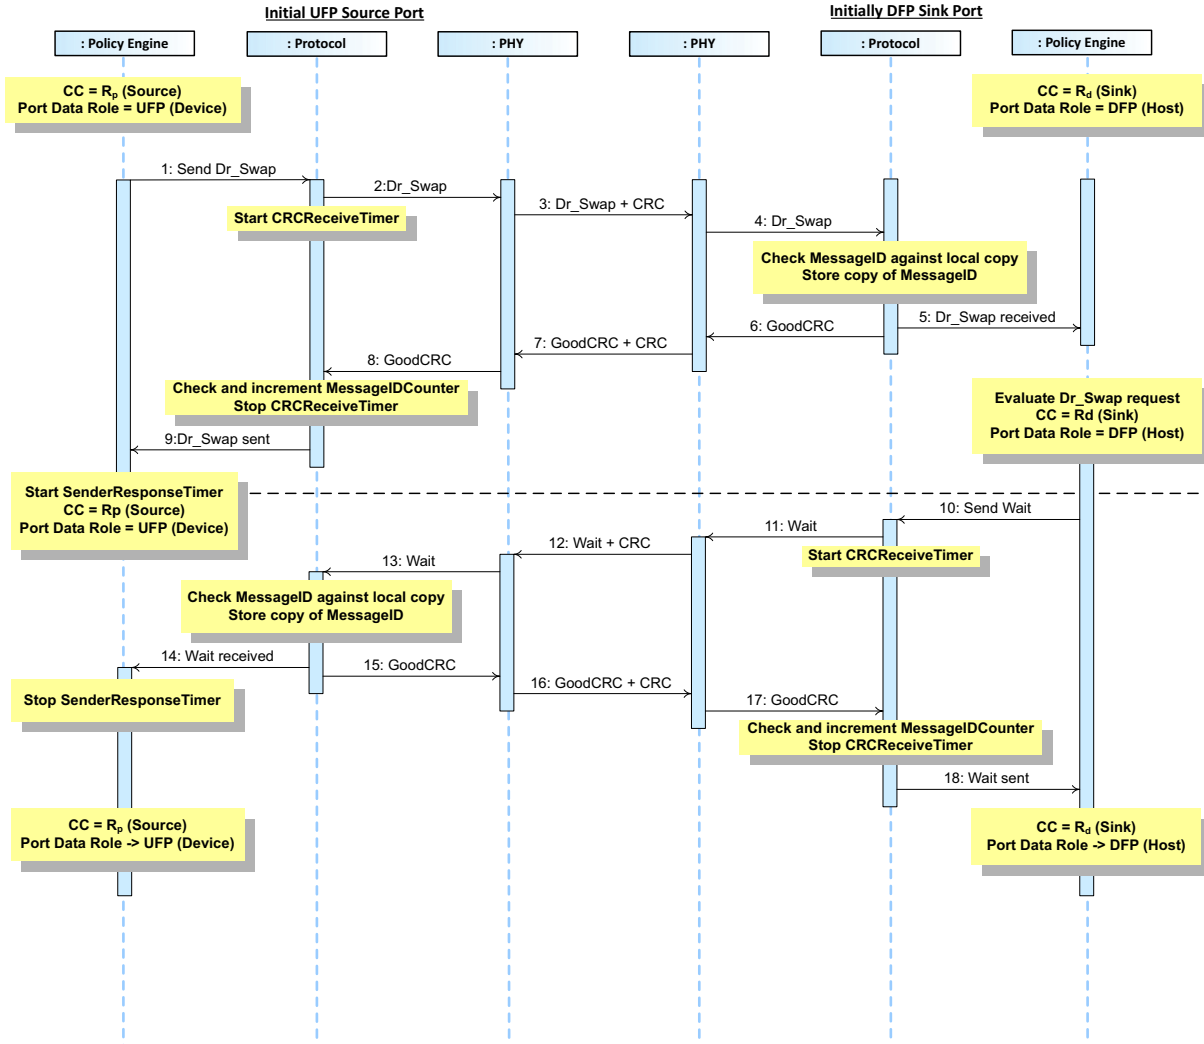 Initial UFP Source Port
Initially DFP Sink Port
: Policy Engine
: Protocol
: PHY
: PHY
: Protocol
: Policy Engine
CC = Rₚ (Source)
Port Data Role = UFP (Device)
CC = R_d (Sink)
Port Data Role = DFP (Host)
1: Send Dr_Swap
2:Dr_Swap
Start CRCReceiveTimer
3: Dr_Swap + CRC
4: Dr_Swap
Check MessageID against local copy
Store copy of MessageID
5: Dr_Swap received
6: GoodCRC
7: GoodCRC + CRC
8: GoodCRC
Check and increment MessageIDCounter
Stop CRCReceiveTimer
Evaluate Dr_Swap request
CC = Rd (Sink)
Port Data Role = DFP (Host)
9:Dr_Swap sent
Start SenderResponseTimer
CC = Rp (Source)
Port Data Role = UFP (Device)
10: Send Wait
11: Wait
Start CRCReceiveTimer
12: Wait + CRC
13: Wait
Check MessageID against local copy
Store copy of MessageID
14: Wait received
15: GoodCRC
Stop SenderResponseTimer
16: GoodCRC + CRC
17: GoodCRC
Check and increment MessageIDCounter
Stop CRCReceiveTimer
18: Wait sent
CC = Rₚ (Source)
Port Data Role -> UFP (Device)
CC = R_d (Sink)
Port Data Role -> DFP (Host)